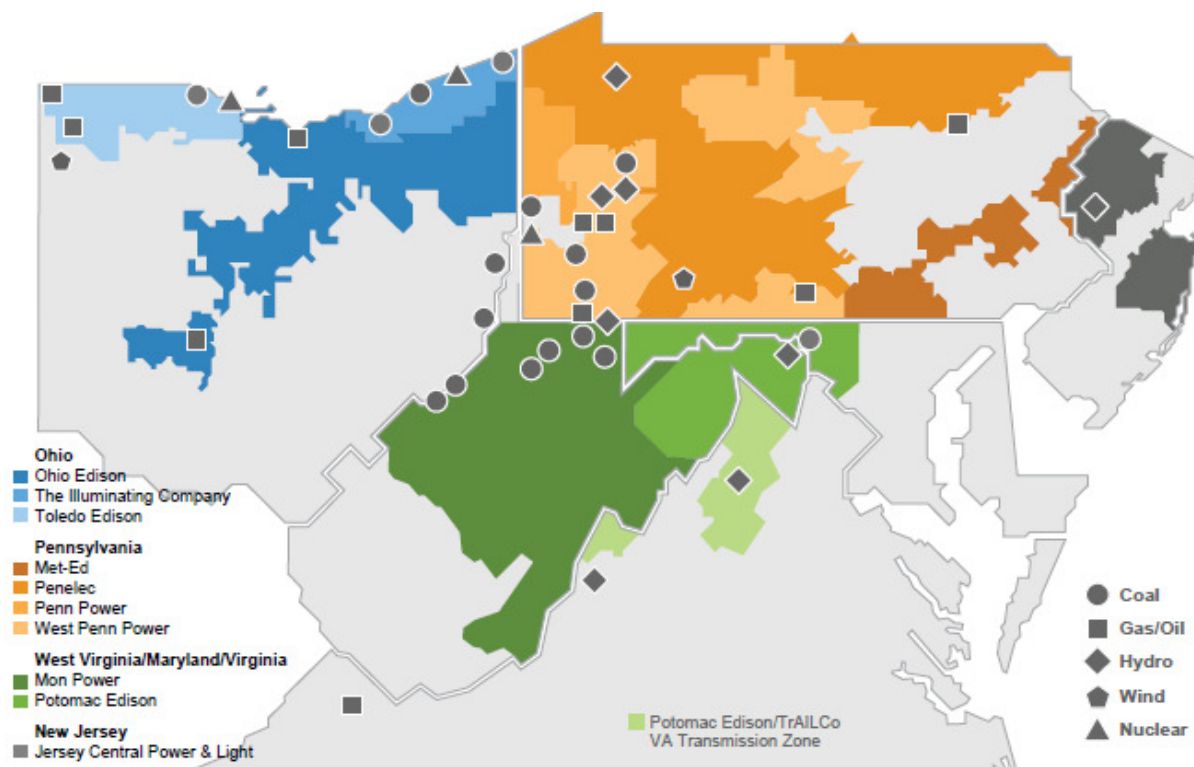 Ohio
Ohio Edison
The Illuminating Company
Toledo Edison
Pennsylvania
Met-Ed
Penelec
Penn Power
West Penn Power
West Virginia/Maryland/Virginia
Mon Power
Potomac Edison
New Jersey
Jersey Central Power & Light
Potomac Edison/TrAILCo
VA Transmission Zone
Coal
Gas/Oil
Hydro
Wind
Nuclear